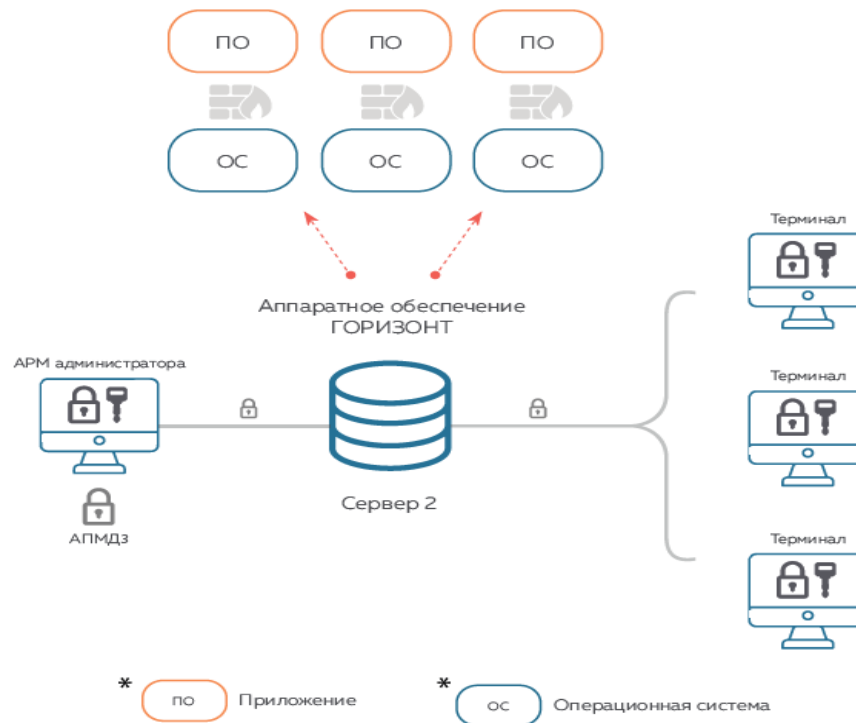 ПО ПО ПО
ОС ОС ОС
Аппаратное обеспечение
ГОРИЗОНТ
АРМ администратора
АПМДЗ
Сервер 2
Терминал
Терминал
Терминал
* ПО Приложение
* ОС Операционная система